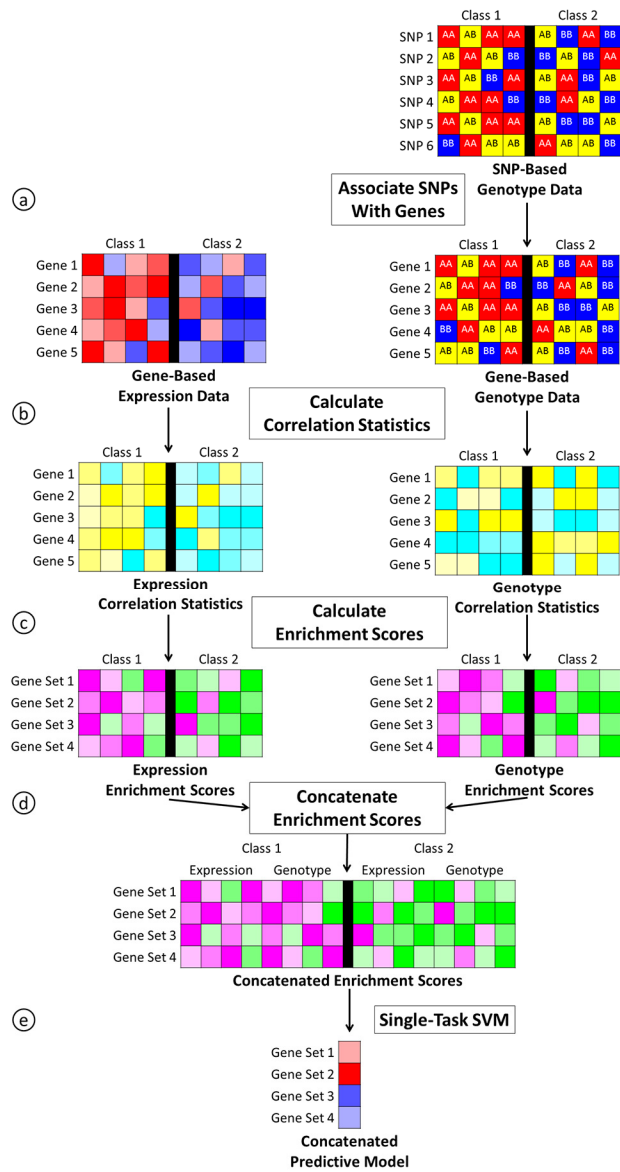 Class 1 Class 2
SNP 1 AA AB AA AA AB BB AA BB
SNP 2 AB AA AB BB BB AB BB AA
SNP 3 AA AB BB AA AB AA AB BB
SNP 4 AB AA AA BB BB AA AB BB
SNP 5 AA AB AA AA AB BB BB AB
SNP 6 BB AA AB AB AA AB AB BB
SNP-Based
Genotype Data
a
Associate SNPs
With Genes
Class 1 Class 2
Gene 1
Gene 2
Gene 3
Gene 4
Gene 5
Gene-Based
Expression Data
Class 1 Class 2
Gene 1 AA AB AA AA AB BB AA BB
Gene 2 AB AA AA BB BB AA AB BB
Gene 3 AA AB AA AA AB BB BB AB
Gene 4 BB AA AB AB AA AB AB BB
Gene 5 AB AB BB AA AB BB AA BB
Gene-Based
Genotype Data
b
Calculate
Correlation Statistics
Class 1 Class 2
Gene 1
Gene 2
Gene 3
Gene 4
Gene 5
Expression
Correlation Statistics
Class 1 Class 2
Gene 1
Gene 2
Gene 3
Gene 4
Gene 5
Genotype
Correlation Statistics
c
Calculate
Enrichment Scores
Class 1 Class 2
Gene Set 1
Gene Set 2
Gene Set 3
Gene Set 4
Expression
Enrichment Scores
Class 1 Class 2
Gene Set 1
Gene Set 2
Gene Set 3
Gene Set 4
Genotype
Enrichment Scores
d
Concatenate
Enrichment Scores
Class 1 Class 2
Expression Genotype Expression Genotype
Gene Set 1
Gene Set 2
Gene Set 3
Gene Set 4
Concatenated Enrichment Scores
e
Single-Task SVM
Gene Set 1
Gene Set 2
Gene Set 3
Gene Set 4
Concatenated
Predictive Model